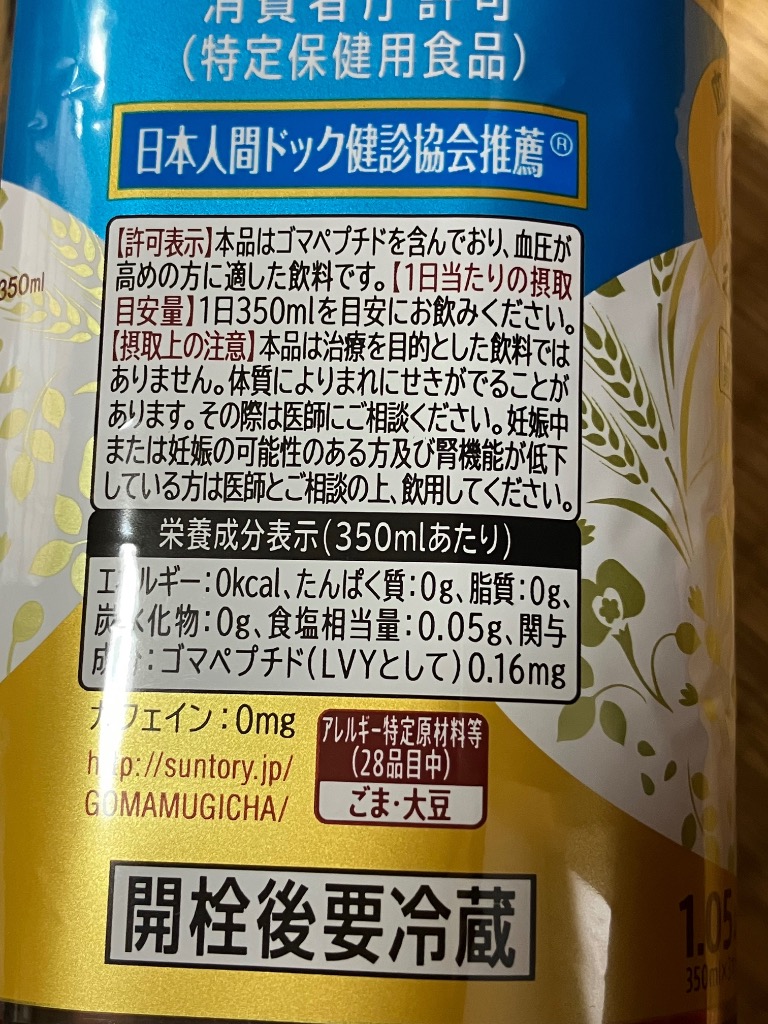 消費者庁許可
(特定保健用食品)
日本人間ドック健診協会推薦®
350ml
【許可表示】本品はゴマペプチドを含んでおり、血圧が
高めの方に適した飲料です。【1日当たりの摂取
目安量】1日350mlを目安にお飲みください。
【摂取上の注意】本品は治療を目的とした飲料では
ありません。体質によりまれにせきがでることが
あります。その際は医師にご相談ください。妊娠中
または妊娠の可能性のある方及び腎機能が低下
している方は医師とご相談の上、飲用してください。
栄養成分表示(350mlあたり)
エネルギー:0kcal、たんぱく質:0g、脂質:0g、
炭水化物:0g、食塩相当量:0.05g、関与
成分:ゴマペプチド(LVYとして)0.16mg
カフェイン:0mg
http://suntory.jp/
GOMAMUGICHA/
アレルギー特定原材料等
(28品目中)
ごま・大豆
開栓後要冷蔵
1.05
350ml